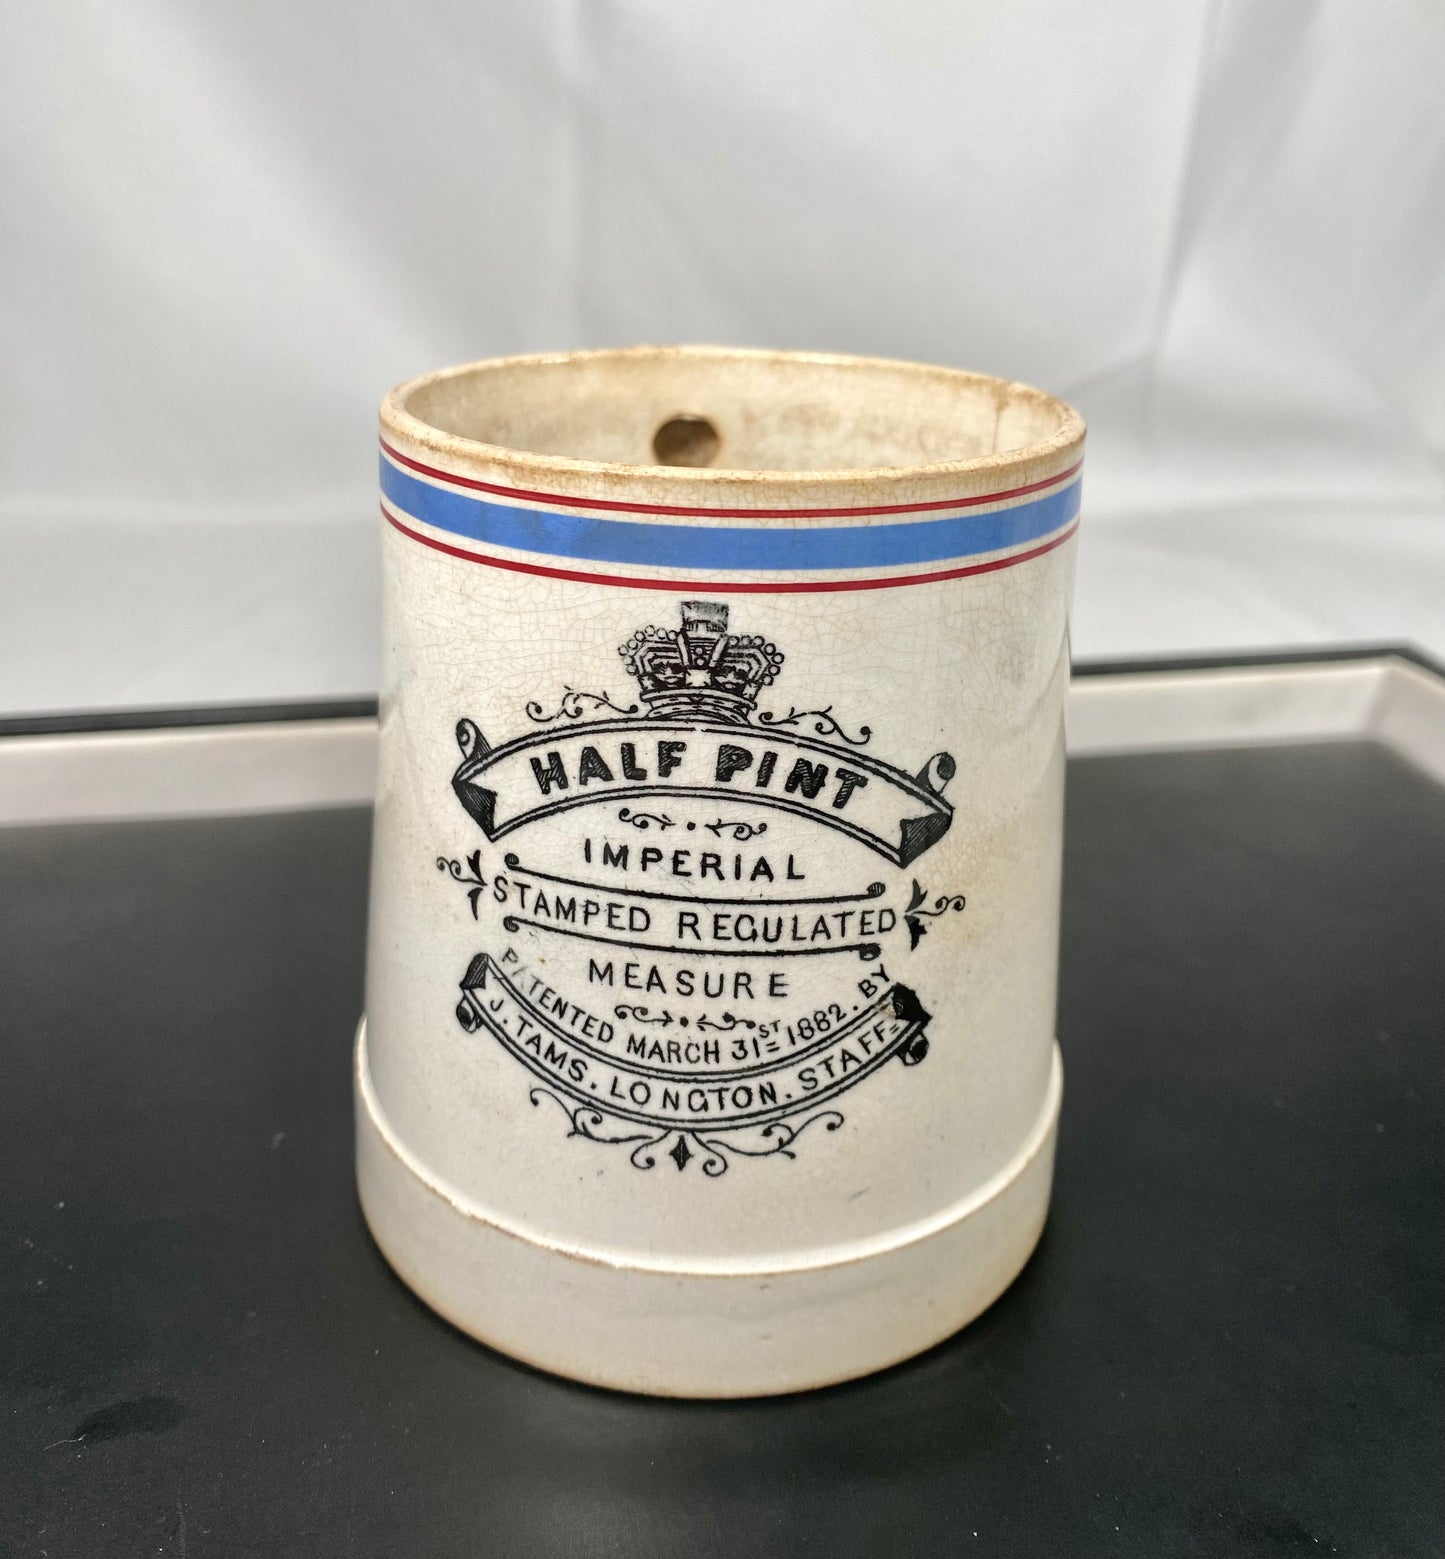 HALF PINT
IMPERIAL
STAMPED REGULATED
MEASURE
PATENTED MARCH 31ST 1882. BY
J. TAMS. LONGTON. STAFF=